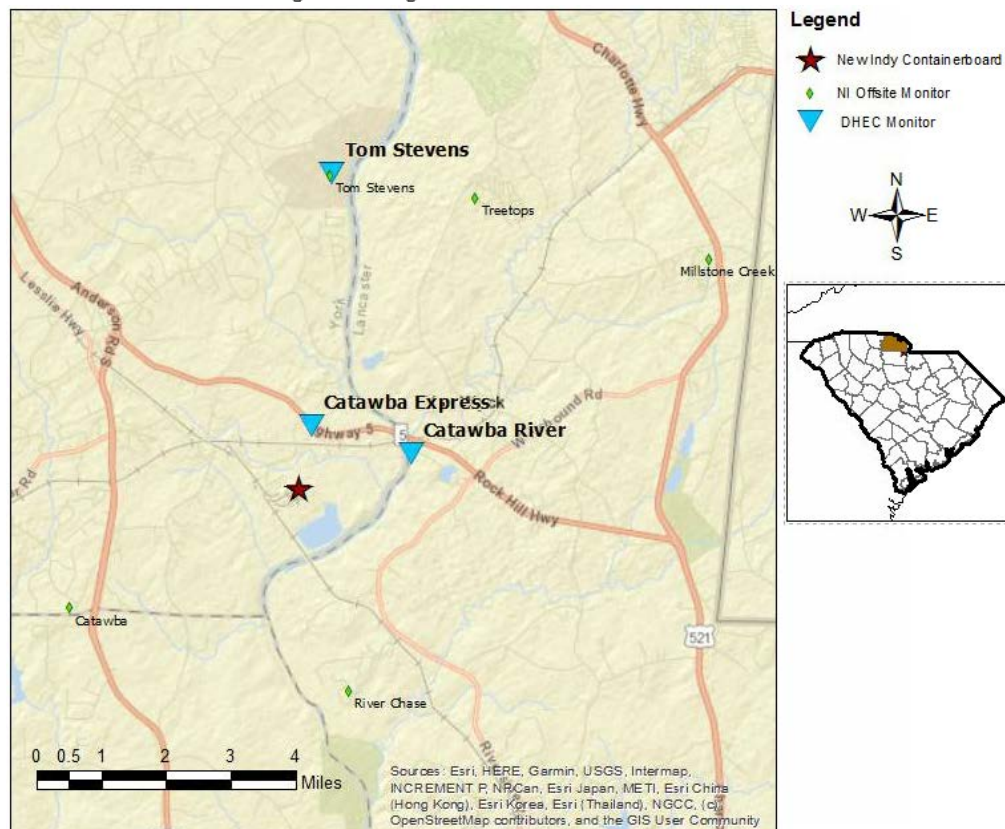 Legend
New Indy Containerboard
NI Offsite Monitor
DHEC Monitor
N
W E
S
Charlotte Hwy
Tom Stevens
Tom Stevens
Treetops
Millstone Creek
Lesslie Hwy
Anderson Rd S
York
Lancaster
Catawba Express
Highway 5
5
Catawba River
Rock Hill Hwy
521
Catawba
River Chase
0 0.5 1 2 3 4
Miles
Sources: Esri, HERE, Garmin, USGS, Intermap,
INCREMENT P, NRCan, Esri Japan, METI, Esri China
(Hong Kong), Esri Korea, Esri (Thailand), NGCC, (c)
OpenStreetMap contributors, and the GIS User Community